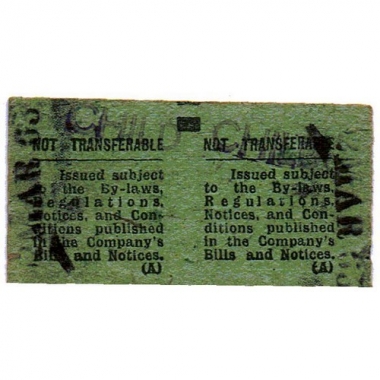 CHILD CHILD
NOT TRANSFERABLE
Issued subject
to the By-laws,
Regulations,
Notices, and Con-
ditions published
in the Company's
Bills and Notices.
(A)
NOT TRANSFERABLE
Issued subject
to the By-laws,
Regulations,
Notices, and Con-
ditions published
in the Company's
Bills and Notices.
(A)
MAR
MAR